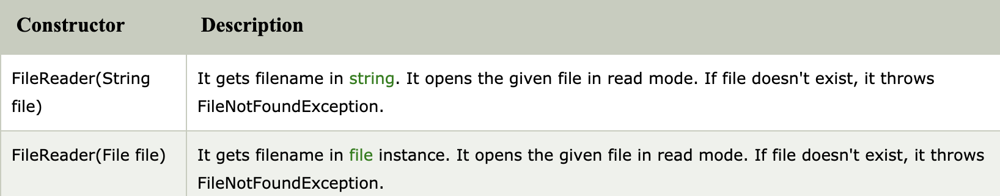 Constructor Description
FileReader(String It gets filename in string. It opens the given file in read mode. If file doesn't exist, it throws
file) FileNotFoundException.
FileReader(File file) It gets filename in file instance. It opens the given file in read mode. If file doesn't exist, it throws
FileNotFoundException.